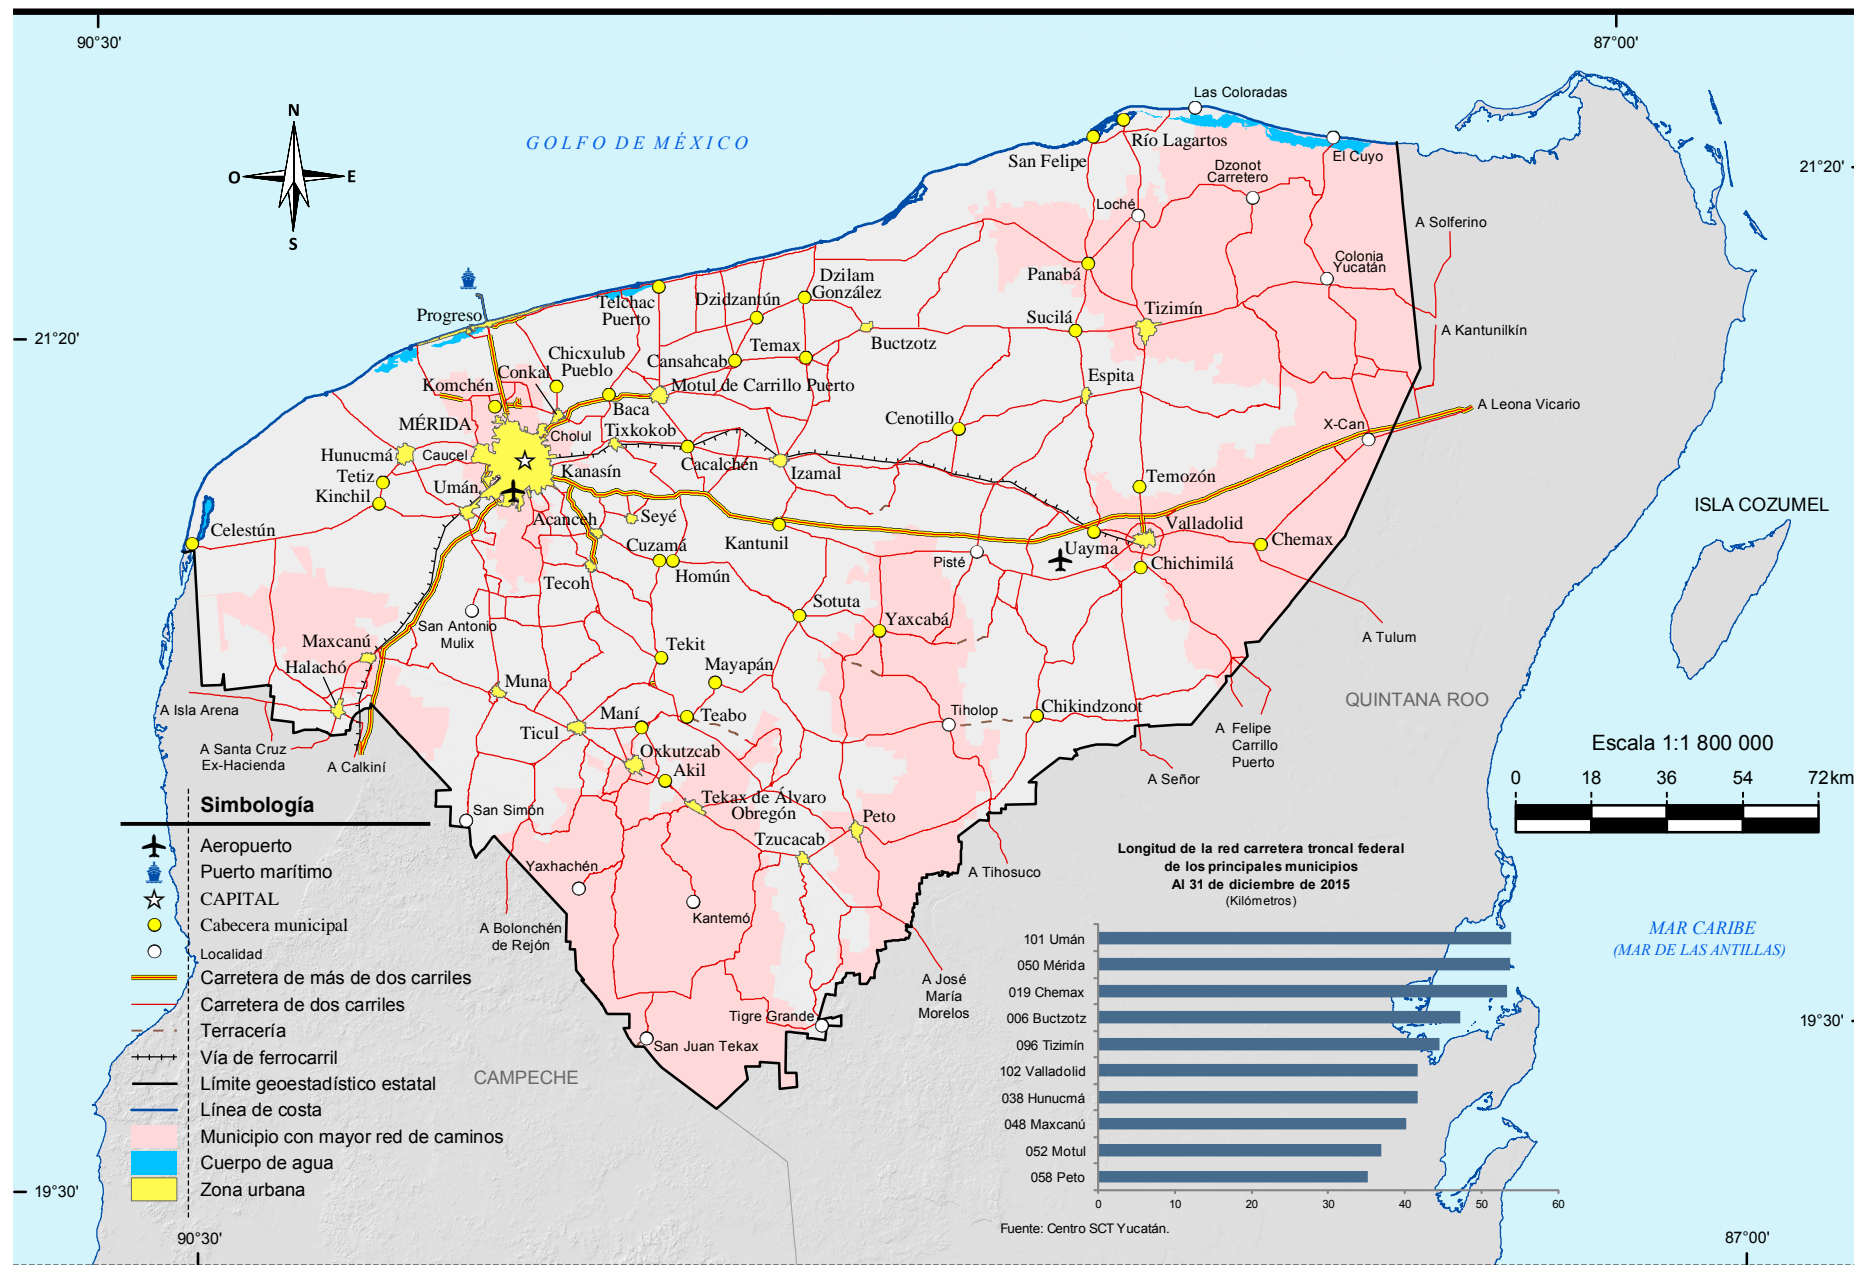 90°30'
87°00'
N
O
E
S
GOLFO DE MÉXICO
21°20'
Las Coloradas
Río Lagartos
San Felipe
El Cuyo
Dzonot
Carretero
Loché
A Solferino
Colonia
Yucatán
Panabá
Dzilam
González
Dzidzantún
Telchac
Puerto
Progreso
Tizimín
Sucilá
Buctzotz
A Kantunilkín
21°20'
Temax
Cansahcab
Chicxulub
Pueblo
Conkal
Komchén
Motul de Carrillo Puerto
Baca
Espita
A Leona Vicario
X-Can
Cenotillo
MÉRIDA
Cholul
Tixkokob
Hunucmá
Caucel
Cacalchén
Izamal
Kanasín
Tetiz
Kinchil
Umán
Temozón
ISLA COZUMEL
Celestún
Acanceh
Seyé
Kantunil
Valladolid
Uayma
Chemax
Cuzamá
Homún
Pisté
Chichimilá
Tecoh
Sotuta
San Antonio
Mulix
Yaxcabá
A Tulum
Maxcanú
Halachó
Tekit
Mayapán
Muna
QUINTANA ROO
A Isla Arena
Maní
Teabo
Tiholop
Chikindzonot
Ticul
A Felipe
Carrillo
Puerto
A Santa Cruz
Ex-Hacienda
A Calkiní
Oxkutzcab
Akil
A Señor
Escala 1:1 800 000
0 18 36 54 72 km
Simbología
San Simón
Tekax de Álvaro
Obregón
Peto
Tzucacab
Aeropuerto
Puerto marítimo
CAPITAL
Cabecera municipal
Localidad
Carretera de más de dos carriles
Carretera de dos carriles
Terracería
Vía de ferrocarril
Límite geoestadístico estatal
Línea de costa
Municipio con mayor red de caminos
Cuerpo de agua
Zona urbana
Yaxhachén
Kantemó
A Bolonchén
de Rejón
A Tihosuco
A José
María
Morelos
Tigre Grande
San Juan Tekax
CAMPECHE
Longitud de la red carretera troncal federal
de los principales municipios
Al 31 de diciembre de 2015
(Kilómetros)
101 Umán
050 Mérida
019 Chemax
006 Buctzotz
096 Tizimín
102 Valladolid
038 Hunucmá
048 Maxcanú
052 Motul
058 Peto
0 10 20 30 40 50 60
Fuente: Centro SCT Yucatán.
MAR CARIBE
(MAR DE LAS ANTILLAS)
19°30'
19°30'
90°30'
87°00'